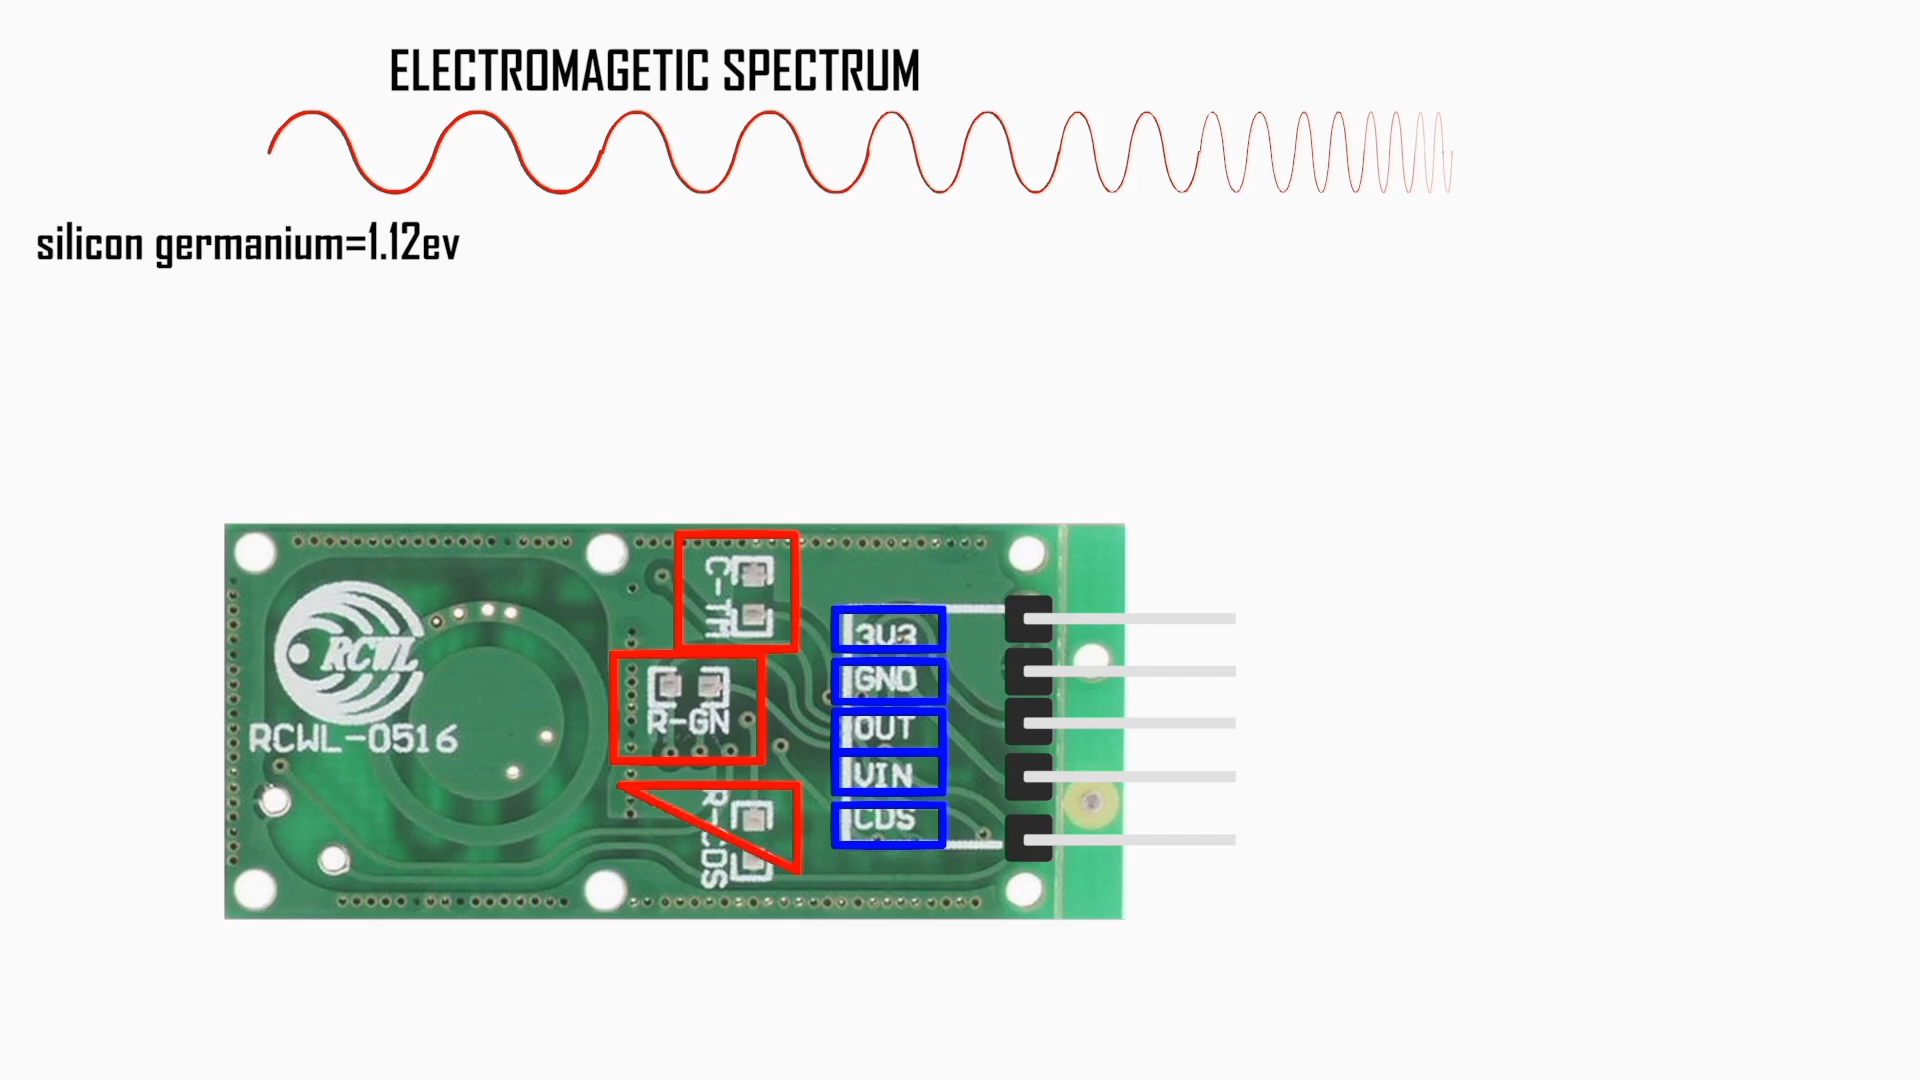 ELECTROMAGETIC SPECTRUM
silicon germanium=1.12ev
C-TM
3V3
RCWL
GND
R-GN
OUT
RCWL-0516
VIN
R-CDS
CDS